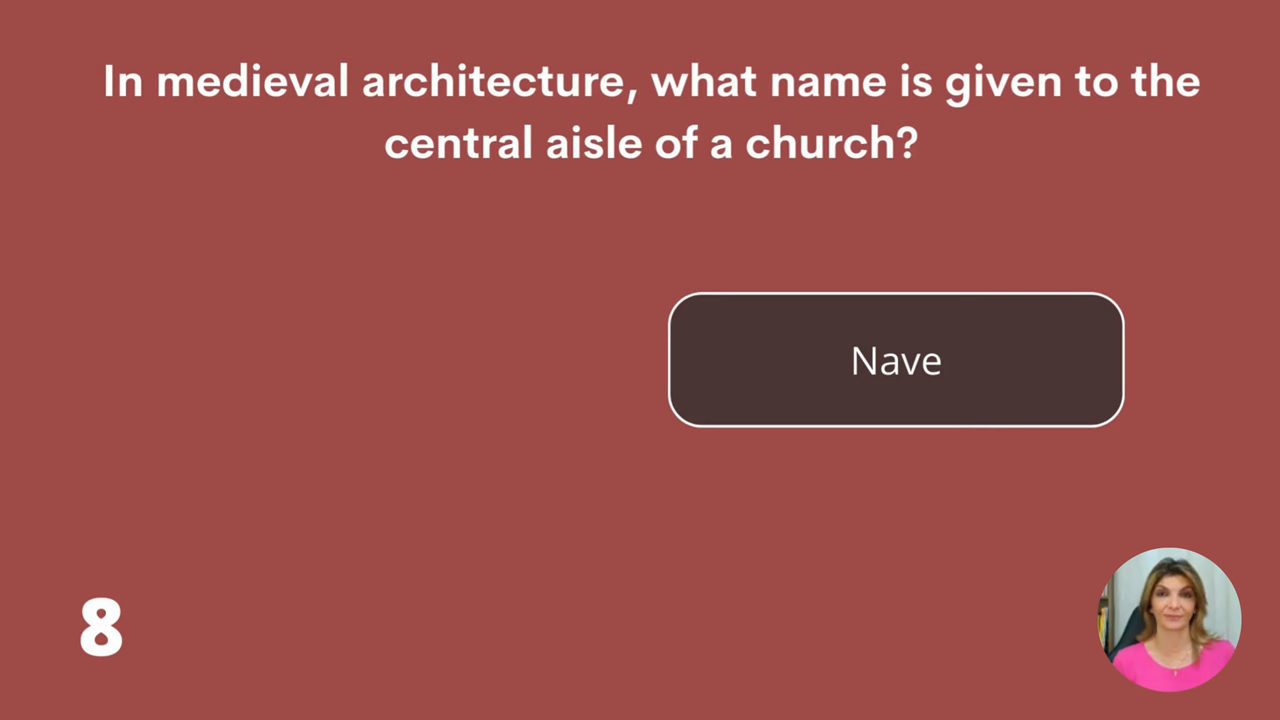 In medieval architecture, what name is given to the
central aisle of a church?
Nave
8